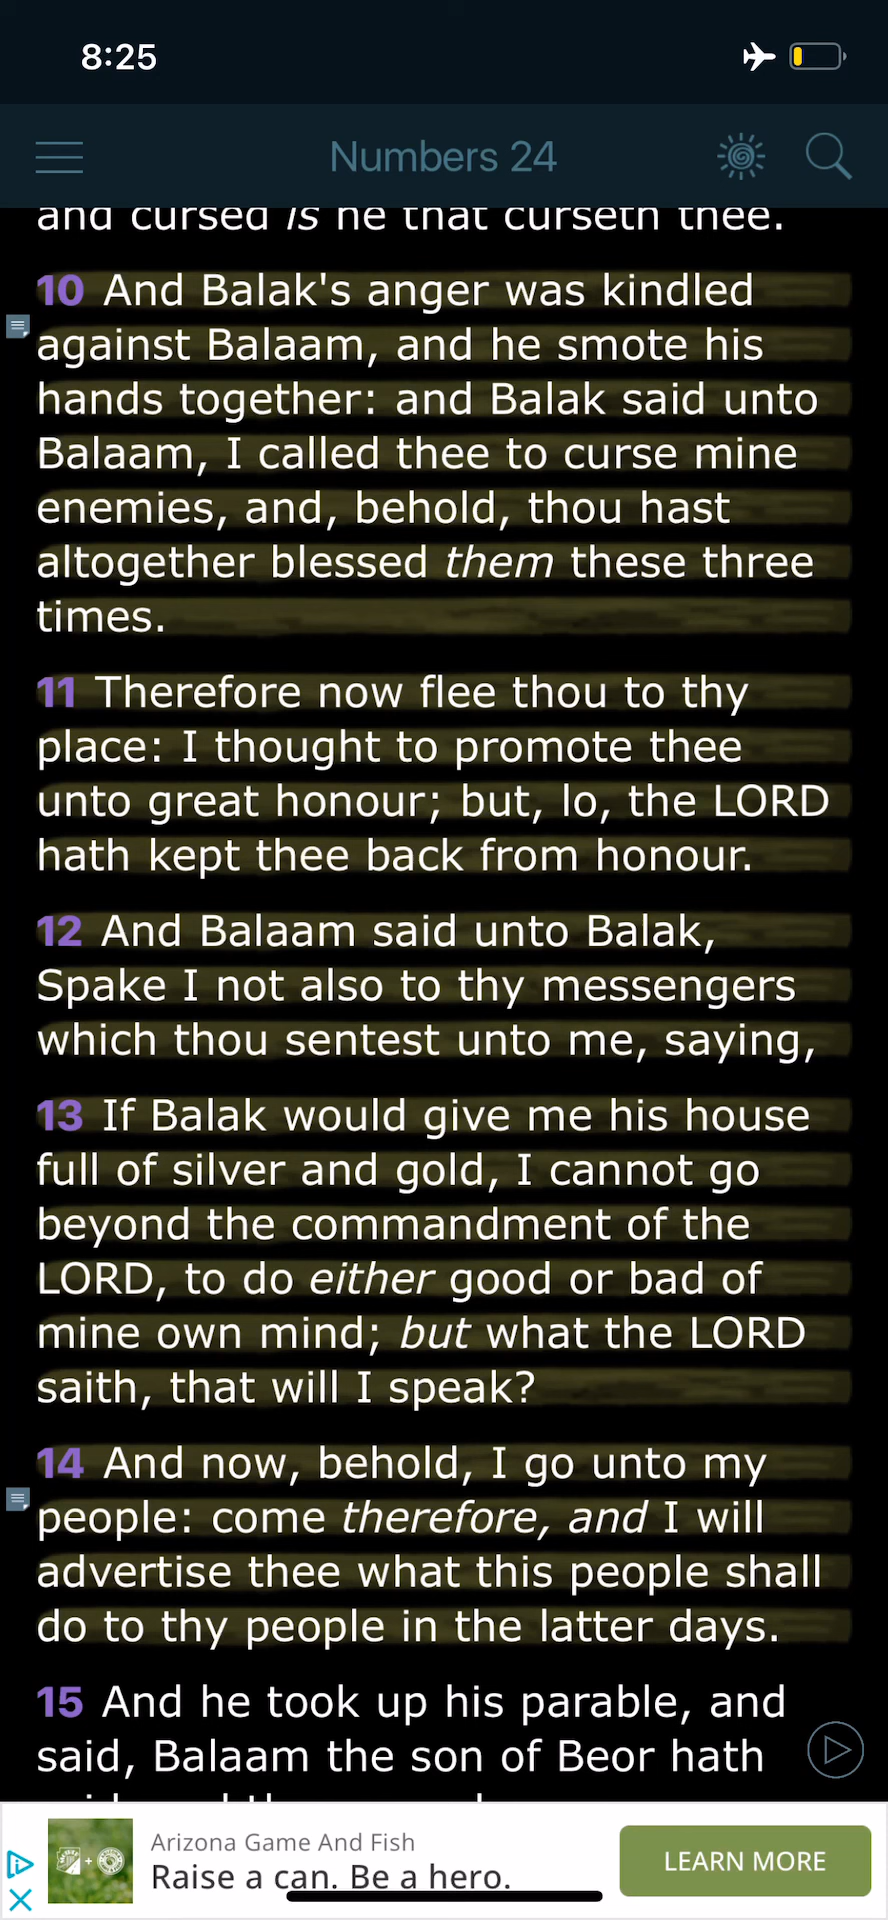 8:25
Numbers 24
and cursed is he that curseth thee.
10 And Balak's anger was kindled
against Balaam, and he smote his
hands together: and Balak said unto
Balaam, I called thee to curse mine
enemies, and, behold, thou hast
altogether blessed them these three
times.
11 Therefore now flee thou to thy
place: I thought to promote thee
unto great honour; but, lo, the LORD
hath kept thee back from honour.
12 And Balaam said unto Balak,
Spake I not also to thy messengers
which thou sentest unto me, saying,
13 If Balak would give me his house
full of silver and gold, I cannot go
beyond the commandment of the
LORD, to do either good or bad of
mine own mind; but what the LORD
saith, that will I speak?
14 And now, behold, I go unto my
people: come therefore, and I will
advertise thee what this people shall
do to thy people in the latter days.
15 And he took up his parable, and
said, Balaam the son of Beor hath
Arizona Game And Fish
Raise a can. Be a hero.
LEARN MORE